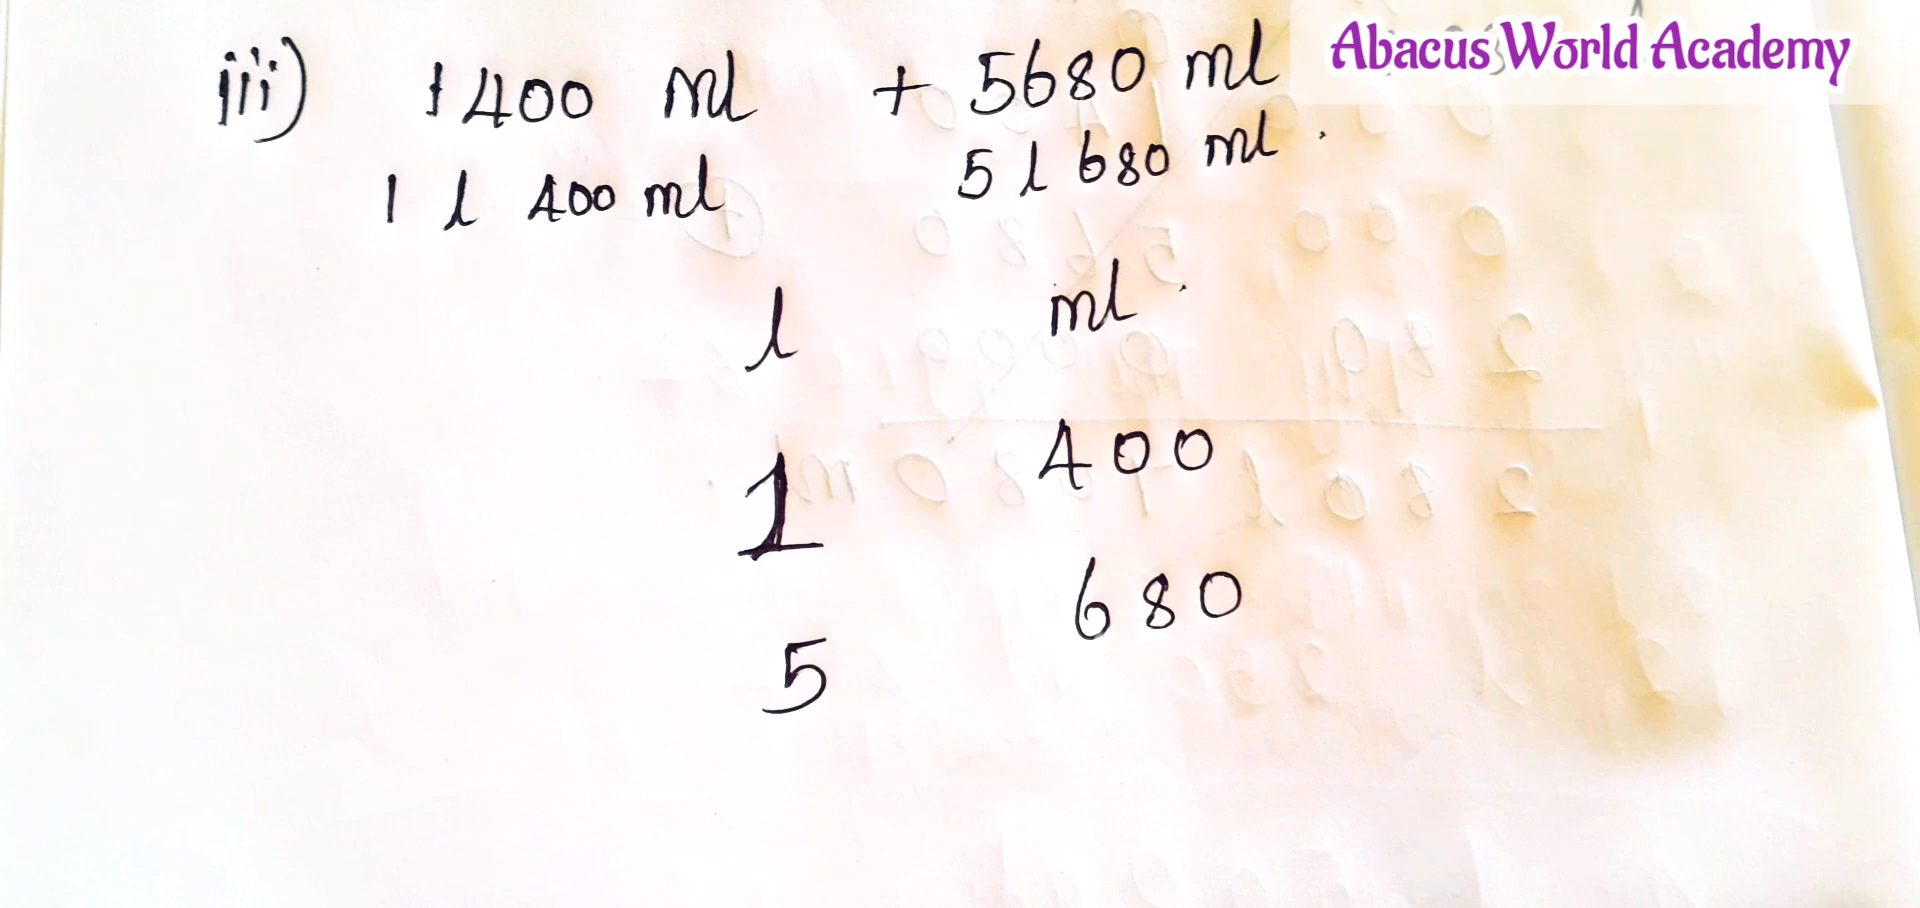 Abacus World Academy
iii) 1400 ml + 5680 ml
1 l 400 ml 5 l 680 ml.
l ml.
1 400
5 680